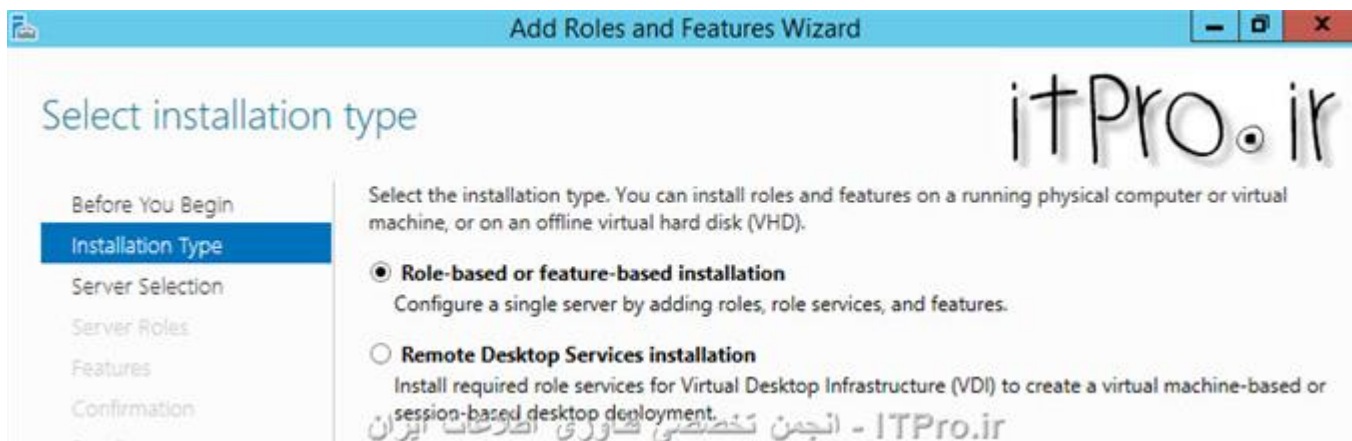 Add Roles and Features Wizard
Select installation type
itPro.ir
Before You Begin
Installation Type
Server Selection
Server Roles
Features
Confirmation
Select the installation type. You can install roles and features on a running physical computer or virtual
machine, or on an offline virtual hard disk (VHD).
Role-based or feature-based installation
Configure a single server by adding roles, role services, and features.
Remote Desktop Services installation
Install required role services for Virtual Desktop Infrastructure (VDI) to create a virtual machine-based or
session-based desktop deployment.
ITPro.ir - انجمن تخصصی فناوری اطلاعات ایران